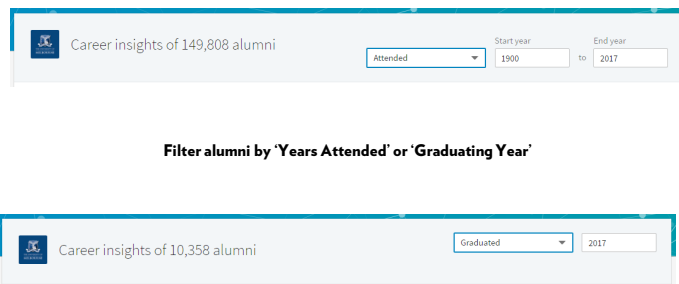 Career insights of 149,808 alumni
Start year End year
Attended 1900 to 2017
Filter alumni by ‘Years Attended’ or ‘Graduating Year’
Career insights of 10,358 alumni
Graduated 2017